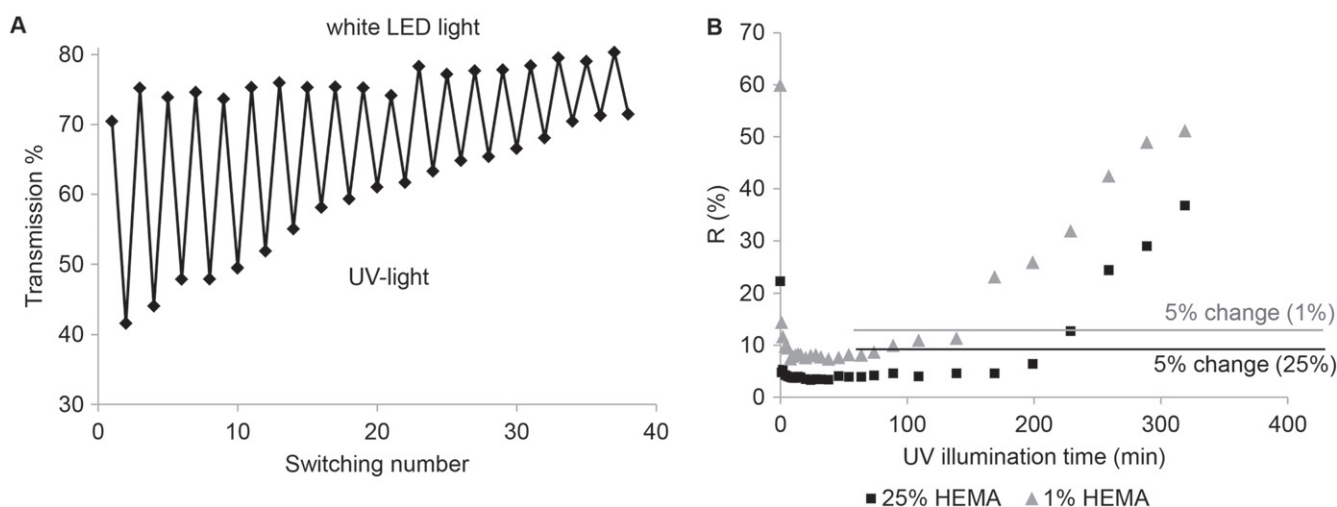 A
white LED light
80
70
60
50
40
30
Transmission %
UV-light
0
10
20
30
40
Switching number
B
70
60
50
40
30
20
10
0
R (%)
5% change (1%)
5% change (25%)
0
100
200
300
400
UV illumination time (min)
25% HEMA
1% HEMA